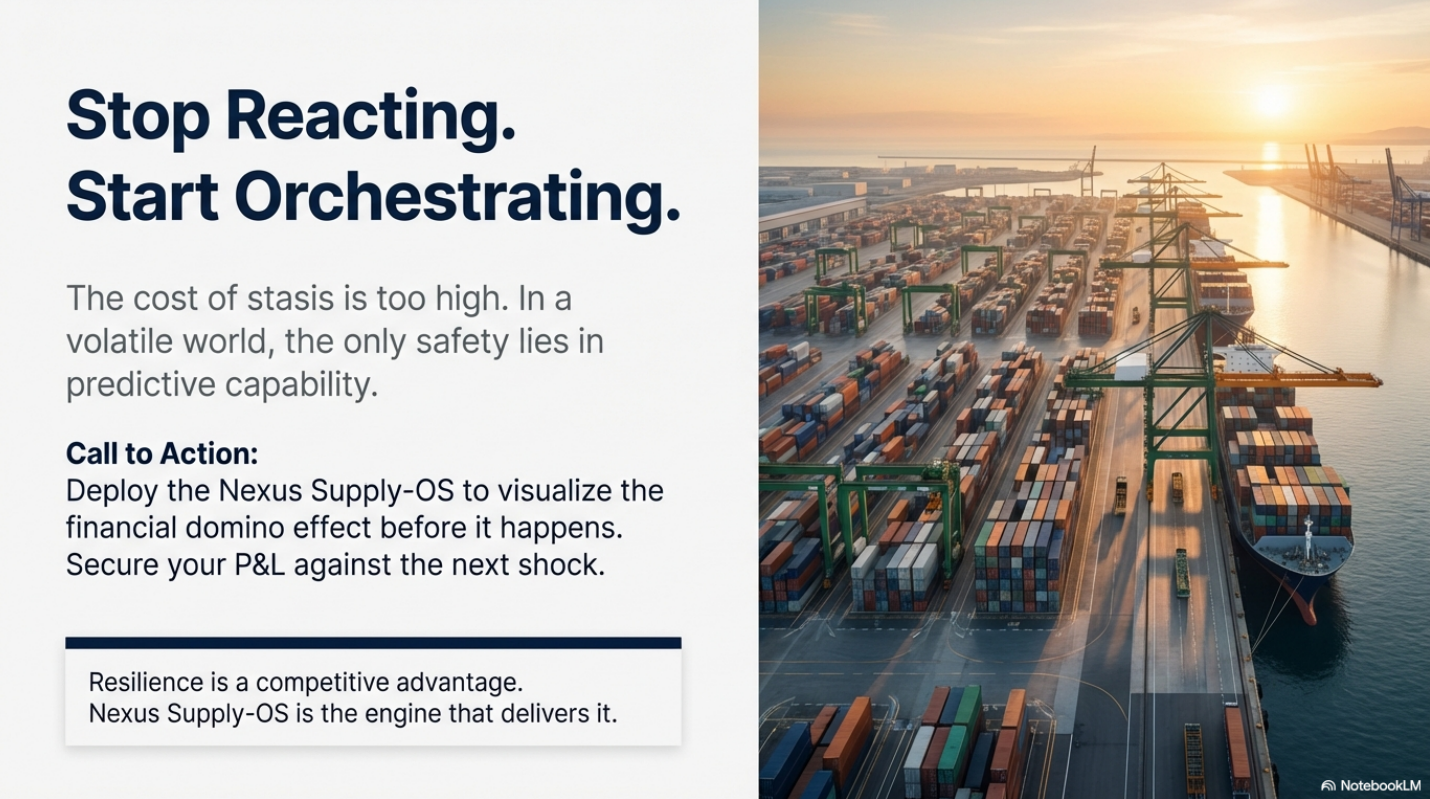 Stop Reacting.
Start Orchestrating.
The cost of stasis is too high. In a
volatile world, the only safety lies in
predictive capability.
Call to Action:
Deploy the Nexus Supply-OS to visualize the
financial domino effect before it happens.
Secure your P&L against the next shock.
Resilience is a competitive advantage.
Nexus Supply-OS is the engine that delivers it.
NotebookLM